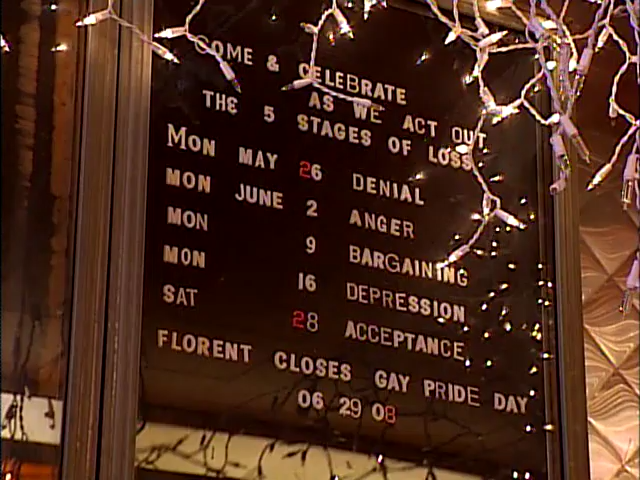 COME & CELEBRATE
AS WE ACT OUT
THE 5 STAGES OF LOSS
MON MAY 26 DENIAL
MON JUNE 2 ANGER
MON 9 BARGAINING
MON 16 DEPRESSION
SAT 28 ACCEPTANCE
FLORENT CLOSES GAY PRIDE DAY
06 29 08